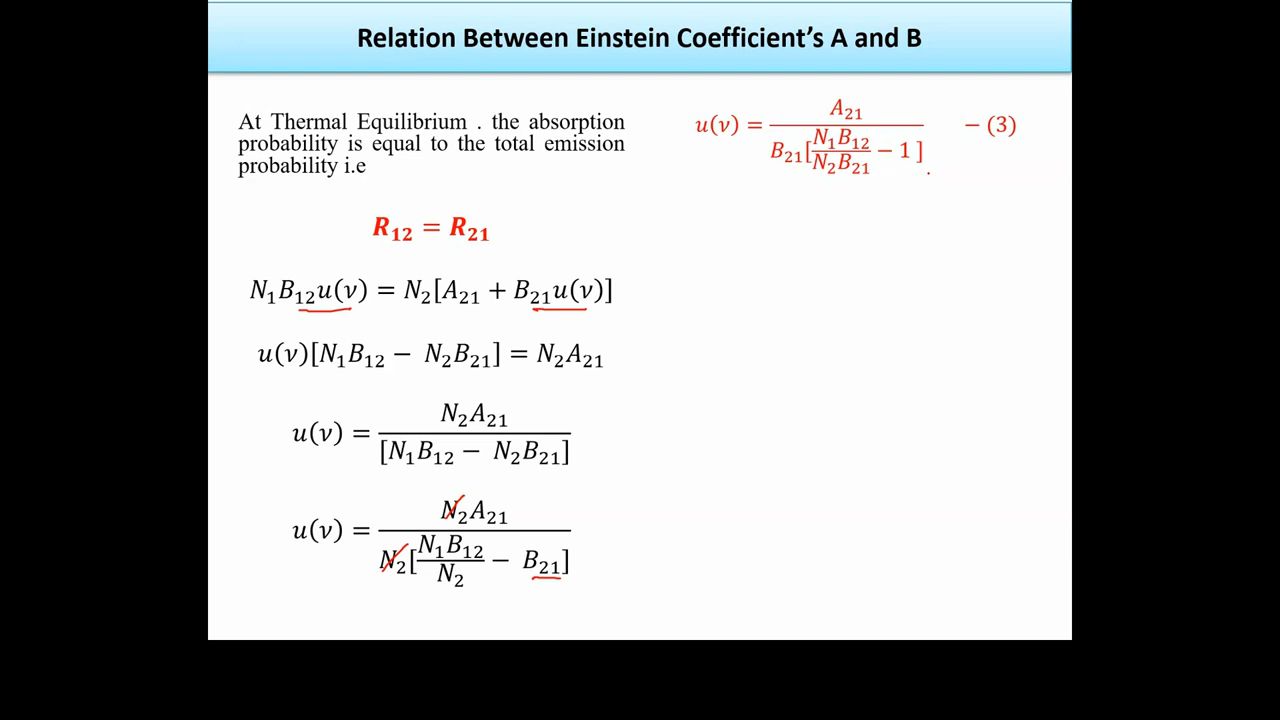 Relation Between Einstein Coefficient's A and B
At Thermal Equilibrium . the absorption
probability is equal to the total emission
probability i.e
R₁₂ = R₂₁
N₁B₁₂u(ν) = N₂[A₂₁ + B₂₁u(ν)]
u(ν)[N₁B₁₂ − N₂B₂₁] = N₂A₂₁
u(ν) = N₂A₂₁ / [N₁B₁₂ − N₂B₂₁]
u(ν) = N₂A₂₁ / N₂[N₁B₁₂ / N₂ − B₂₁]
u(ν) = A₂₁ / B₂₁[N₁B₁₂ / N₂B₂₁ − 1 ] − (3)